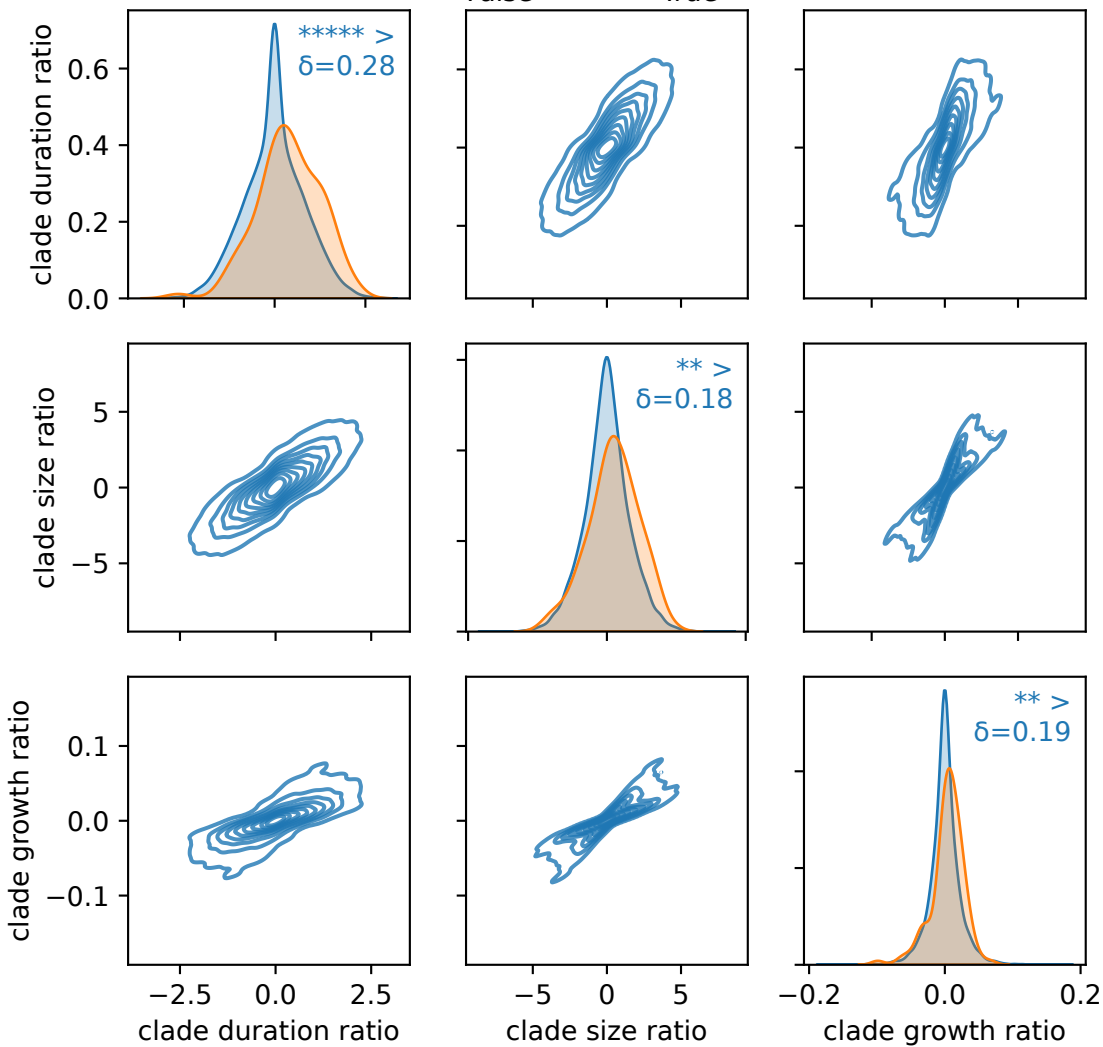 clade duration ratio
0.6
0.4
0.2
0.0
***** >
δ=0.28
clade size ratio
5
0
−5
** >
δ=0.18
clade growth ratio
0.1
0.0
−0.1
** >
δ=0.19
−2.5 0.0 2.5
−5 0 5
−0.2 0.0 0.2
clade duration ratio
clade size ratio
clade growth ratio